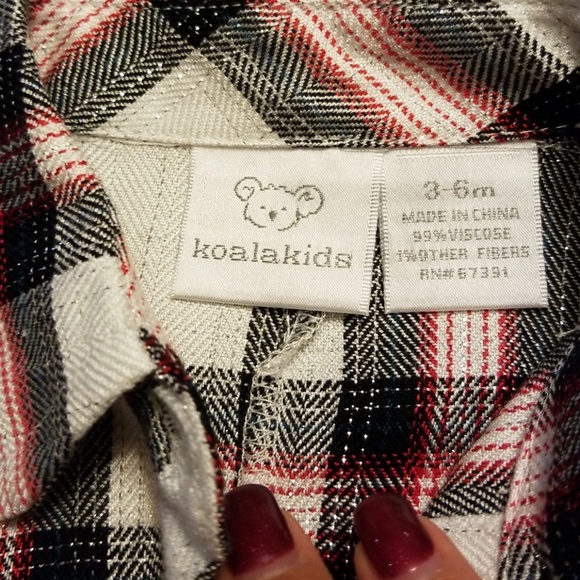 koalakids
3-6m
MADE IN CHINA
99% VISCOSE
1% OTHER FIBERS
RN# 67391